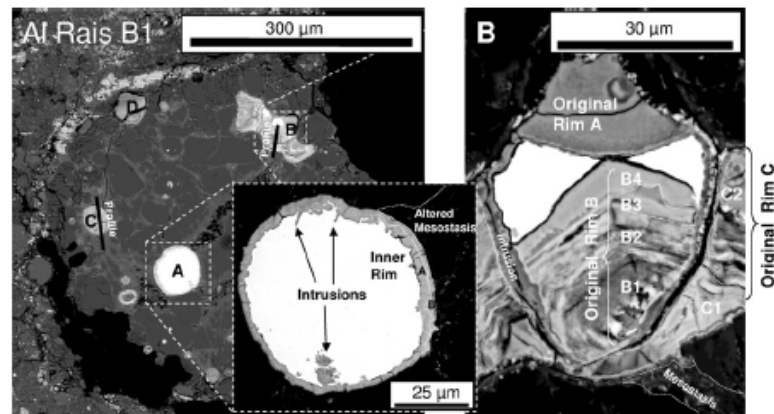 Al Rais B1
300 µm
D
B
Profile
C
Profile
A
Altered
Mesostasis
Inner
Rim
A
B
Intrusions
25 µm
B
30 µm
Original
Rim A
B4
B3
B2
B1
Original Rim B
Intrusion
C2
C1
Original Rim C
Mesostasis